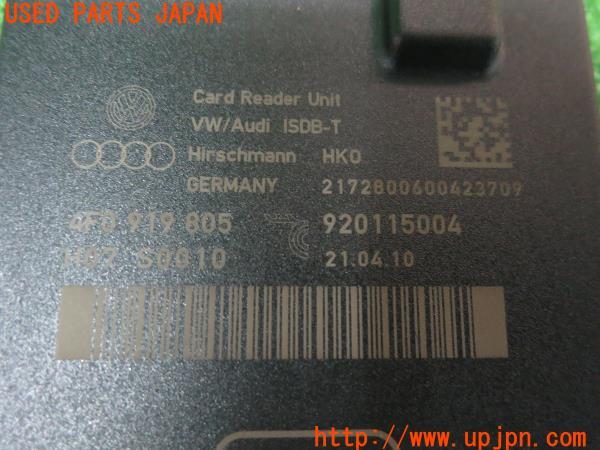 USED PARTS JAPAN
Card Reader Unit
VW/Audi ISDB-T
Hirschmann HKO
GERMANY 2172800600423709
4F0 919 805 920115004
H07 S0010 21.04.10
http://www.upjpn.com/